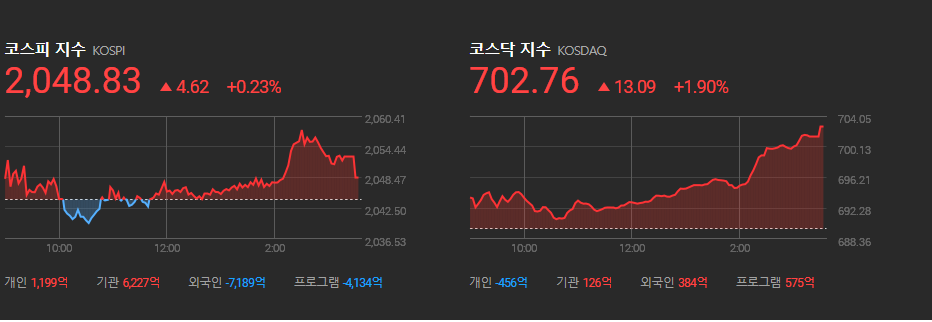 코스피 지수 KOSPI
2,048.83 ▲ 4.62 +0.23%
2,060.41
2,054.44
2,048.47
2,042.50
2,036.53
10:00 12:00 2:00
개인 1,199억 기관 6,227억 외국인 -7,189억 프로그램 -4,134억
코스닥 지수 KOSDAQ
702.76 ▲ 13.09 +1.90%
704.05
700.13
696.21
692.28
688.36
10:00 12:00 2:00
개인 -456억 기관 126억 외국인 384억 프로그램 575억